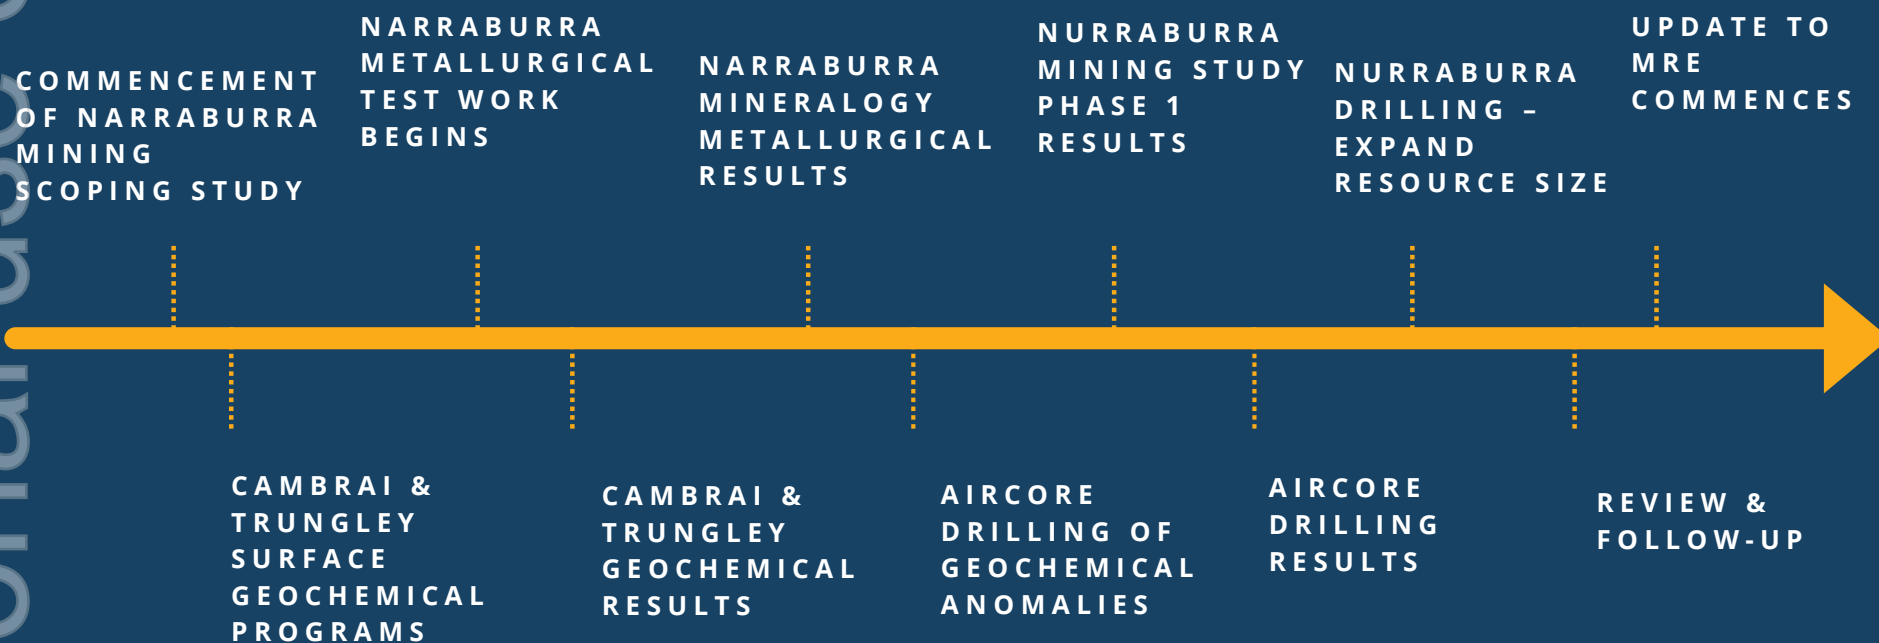 COMMENCEMENT
OF NARRABURRA
MINING
SCOPING STUDY
NARRABURRA
METALLURGICAL
TEST WORK
BEGINS
NARRABURRA
MINERALOGY
METALLURGICAL
RESULTS
NURRABURRA
MINING STUDY
PHASE 1
RESULTS
NURRABURRA
DRILLING –
EXPAND
RESOURCE SIZE
UPDATE TO
MRE
COMMENCES
CAMBRAI &
TRUNGLEY
SURFACE
GEOCHEMICAL
PROGRAMS
CAMBRAI &
TRUNGLEY
GEOCHEMICAL
RESULTS
AIRCORE
DRILLING OF
GEOCHEMICAL
ANOMALIES
AIRCORE
DRILLING
RESULTS
REVIEW &
FOLLOW-UP